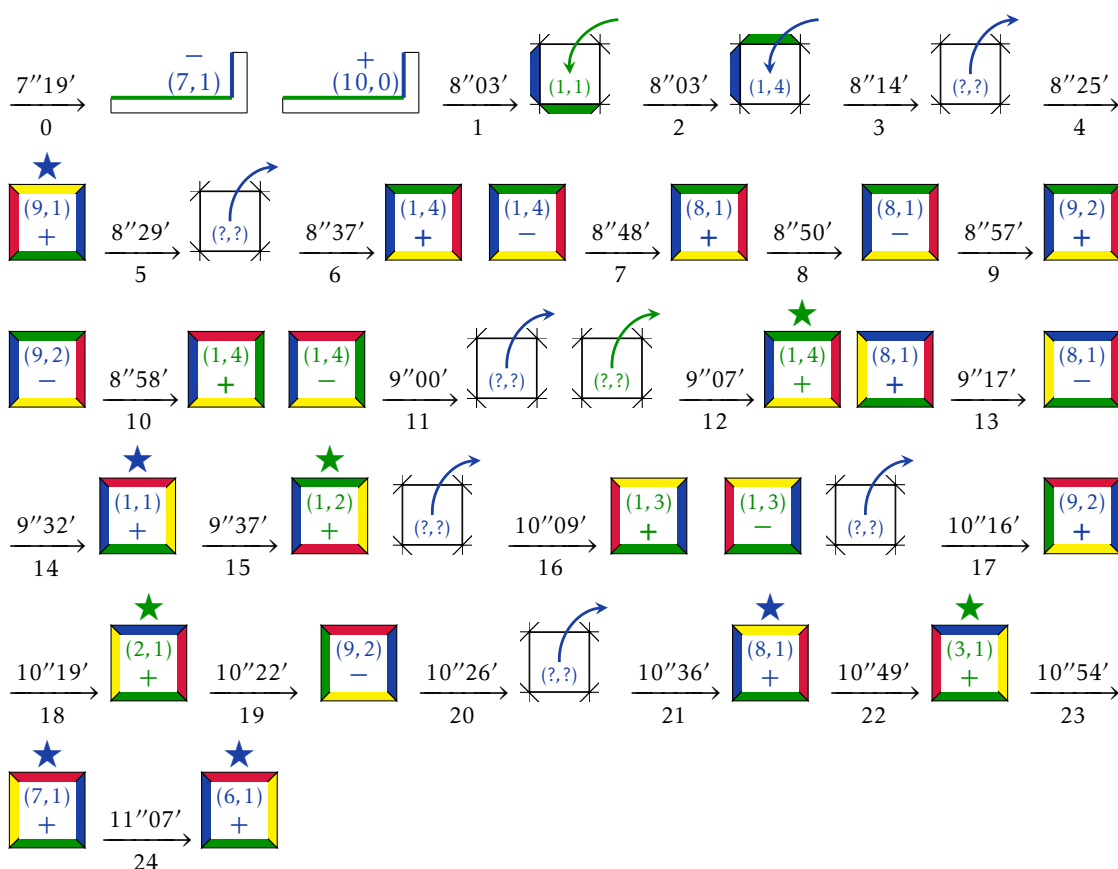 7′′19′ 0 − (7,1) + (10,0) 8′′03′ 1 (1,1) 8′′03′ 2 (1,4) 8′′14′ 3 (?,?) 8′′25′ 4
(9,1) + 8′′29′ 5 (?,?) 8′′37′ 6 (1,4) + (1,4) − 8′′48′ 7 (8,1) + 8′′50′ 8 (8,1) − 8′′57′ 9 (9,2) +
(9,2) − 8′′58′ 10 (1,4) + (1,4) − 9′′00′ 11 (?,?) (?,?) 9′′07′ 12 (1,4) + (8,1) + 9′′17′ 13 (8,1) −
9′′32′ 14 (1,1) + 9′′37′ 15 (1,2) + (?,?) 10′′09′ 16 (1,3) + (1,3) − (?,?) 10′′16′ 17 (9,2) +
10′′19′ 18 (2,1) + 10′′22′ 19 (9,2) − 10′′26′ 20 (?,?) 10′′36′ 21 (8,1) + 10′′49′ 22 (3,1) + 10′′54′ 23
(7,1) + 11′′07′ 24 (6,1) +